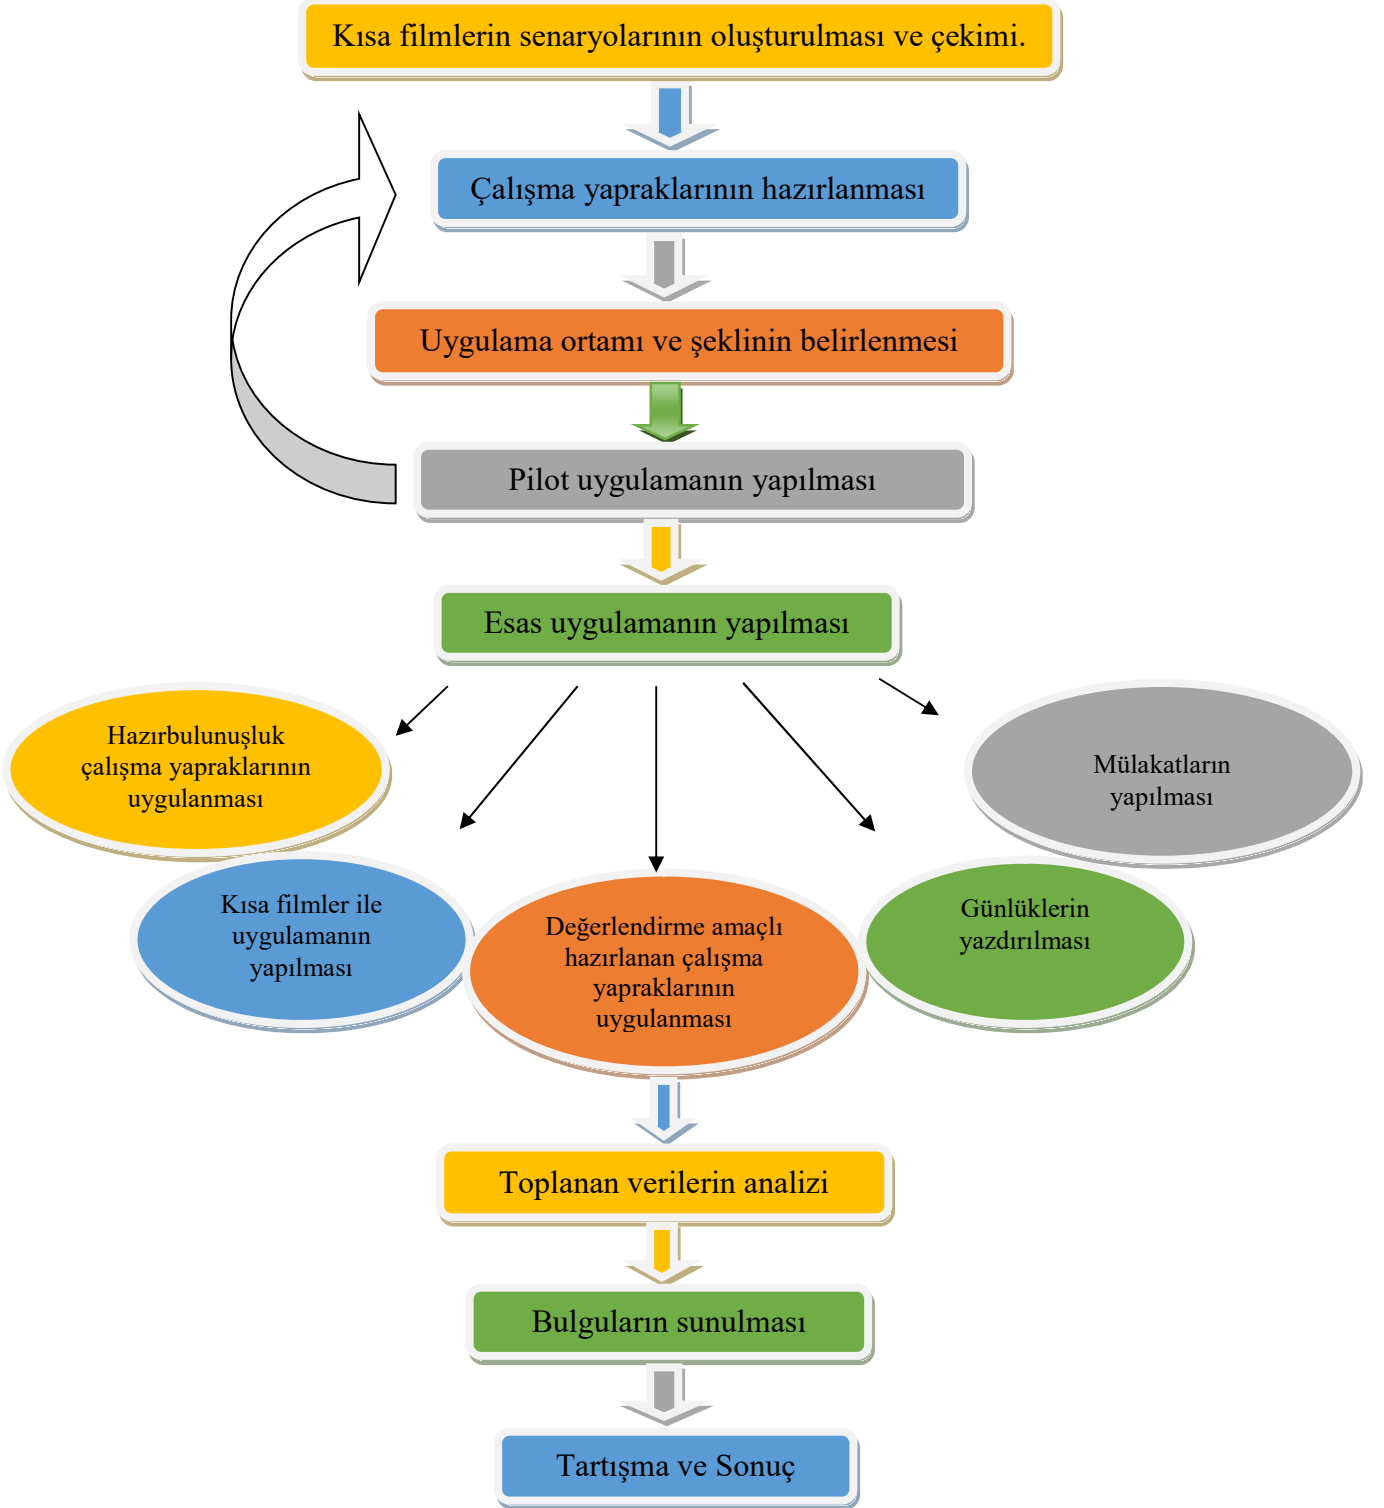 Kısa filmlerin senaryolarının oluşturulması ve çekimi.
Çalışma yapraklarının hazırlanması
Uygulama ortamı ve şeklinin belirlenmesi
Pilot uygulamanın yapılması
Esas uygulamanın yapılması
Hazırbulunuşluk
çalışma yapraklarının
uygulanması
Kısa filmler ile
uygulamanın
yapılması
Değerlendirme amaçlı
hazırlanan çalışma
yapraklarının
uygulanması
Günlüklerin
yazdırılması
Mülakatların
yapılması
Toplanan verilerin analizi
Bulguların sunulması
Tartışma ve Sonuç